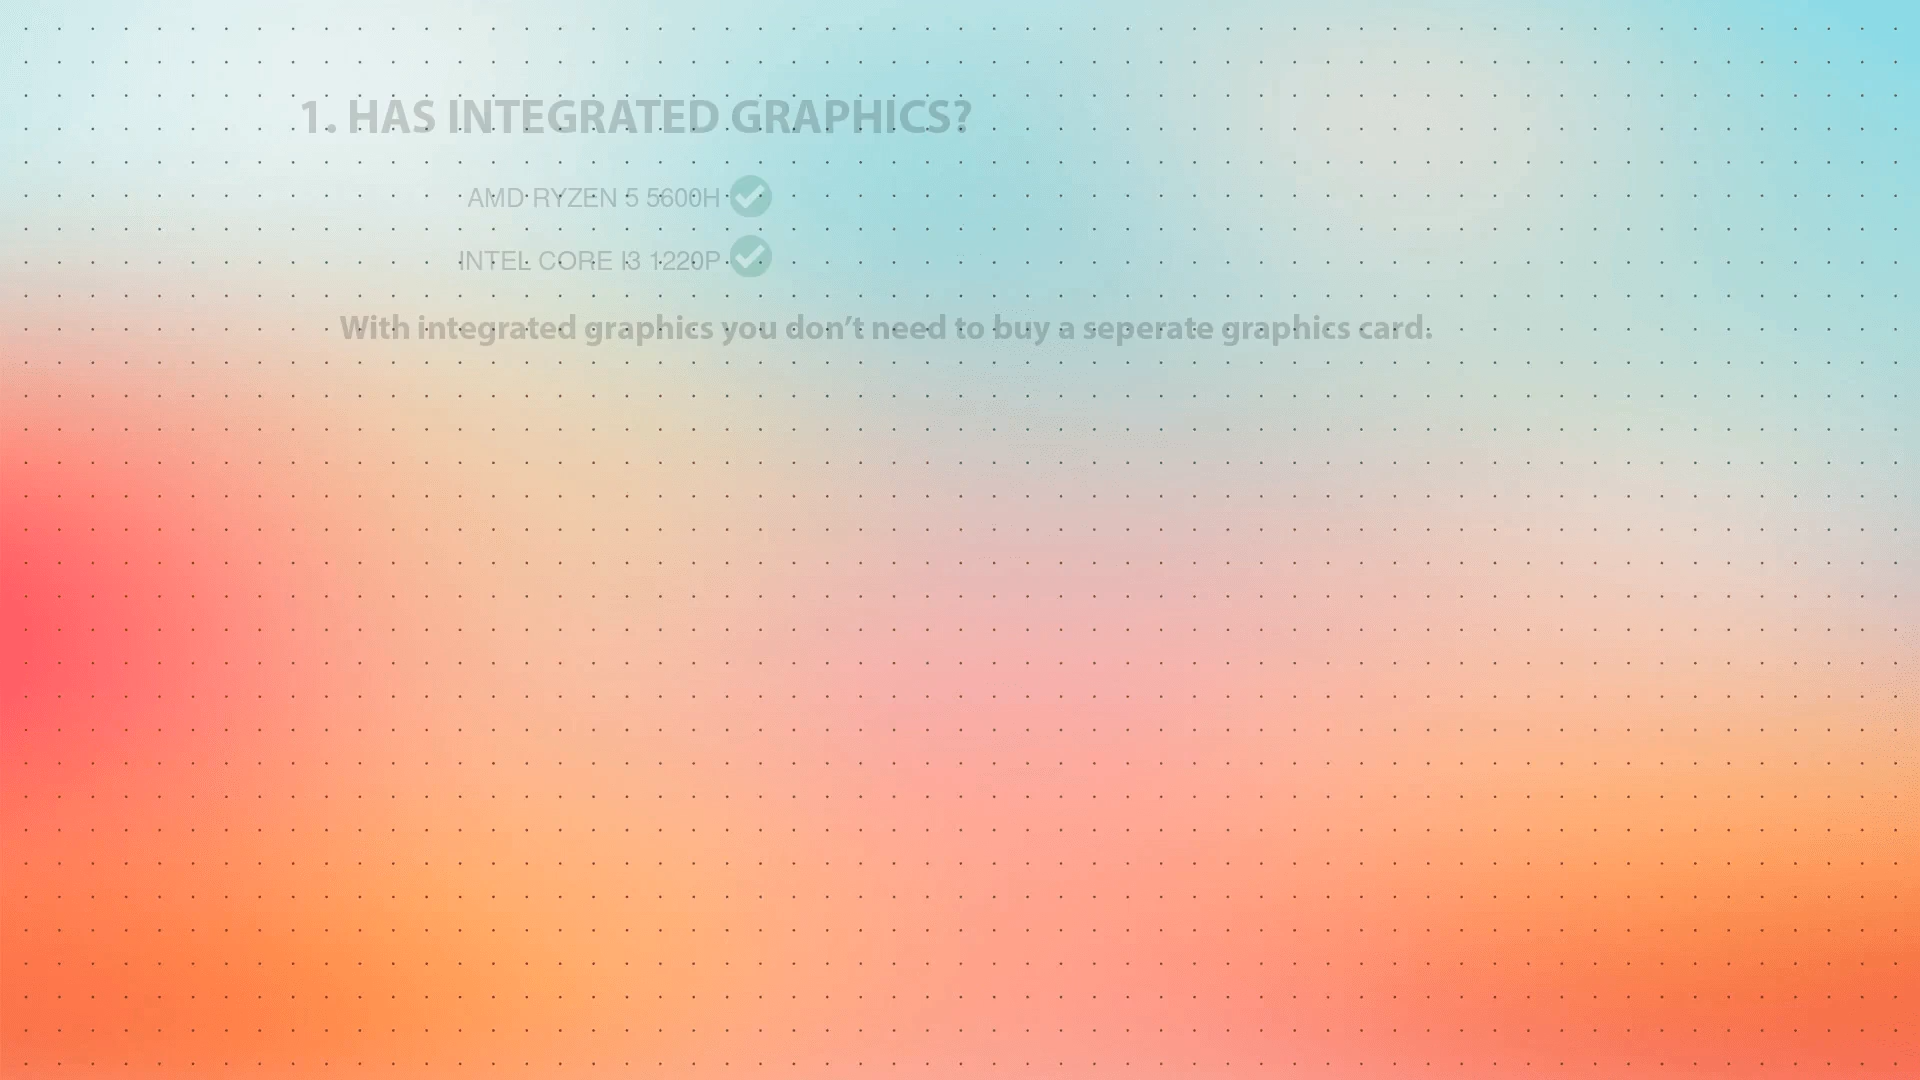 1. HAS INTEGRATED GRAPHICS?
AMD RYZEN 5 5600H
INTEL CORE I3 1220P
With integrated graphics you don’t need to buy a seperate graphics card.